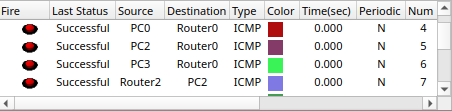 Fire Last Status Source Destination Type Color Time(sec) Periodic Num
Successful PC0 Router0 ICMP 0.000 N 4
Successful PC2 Router0 ICMP 0.000 N 5
Successful PC3 Router0 ICMP 0.000 N 6
Successful Router2 PC2 ICMP 0.000 N 7